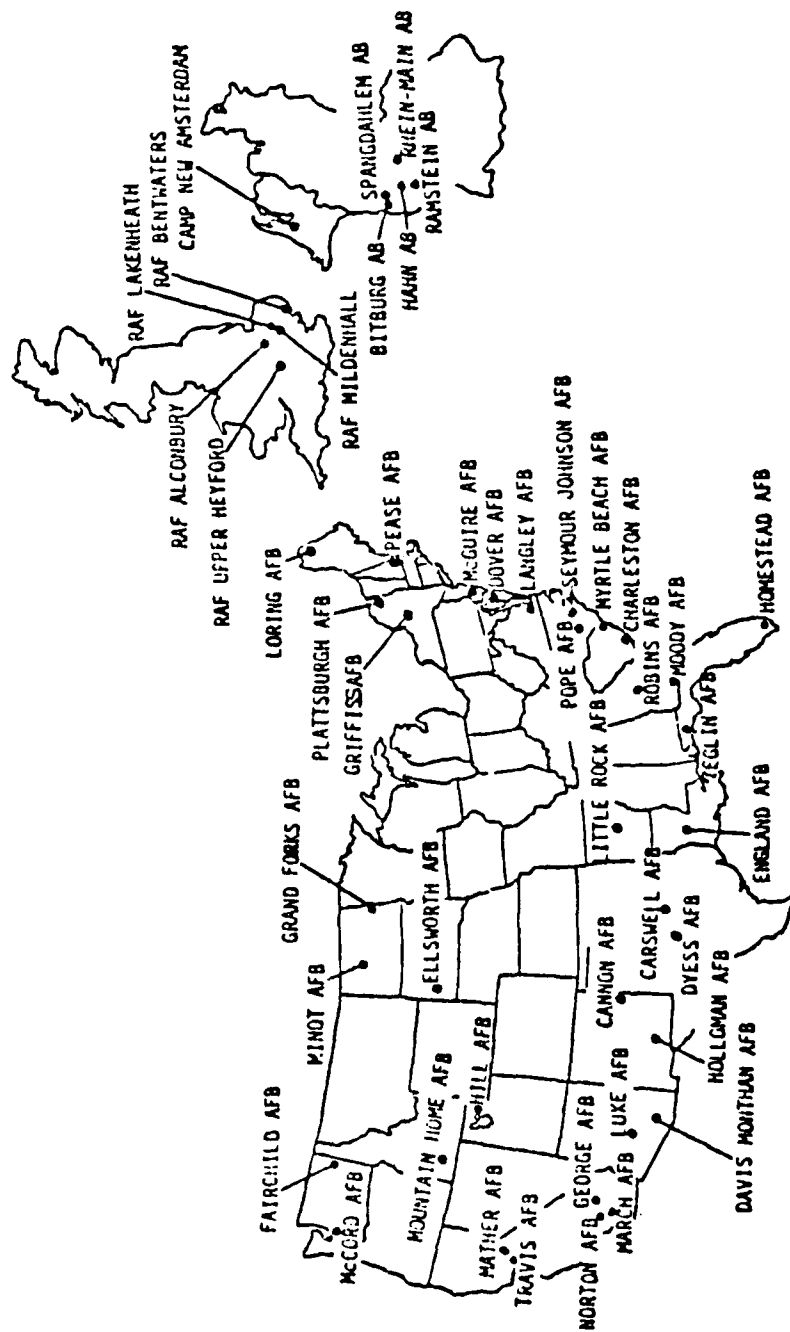 FAIRCHILD AFB
McCORD AFB
MOUNTAIN HOME AFB
HILL AFB
MATHER AFB
TRAVIS AFB
NORTON AFB
GEORGE AFB
MARCH AFB
LUKE AFB
DAVIS MONTHAN AFB
HOLLOMAN AFB
CANNON AFB
DYESS AFB
CARSWELL AFB
MINOT AFB
GRAND FORKS AFB
ELLSWORTH AFB
LITTLE ROCK AFB
ENGLAND AFB
EGLIN AFB
HOMESTEAD AFB
MOODY AFB
ROBINS AFB
CHARLESTON AFB
MYRTLE BEACH AFB
SEYMOUR JOHNSON AFB
POPE AFB
LANGLEY AFB
DOVER AFB
McGUIRE AFB
PEASE AFB
LORING AFB
PLATTSBURGH AFB
GRIFFISS AFB
RAF UPPER HEYFORD
RAF ALCONBURY
RAF MILDENHALL
RAF LAKENHEATH
RAF BENTWATERS
CAMP NEW AMSTERDAM
BITBURG AB
HAHN AB
SPANGDAHLEM AB
RHEIN-MAIN AB
RAMSTEIN AB